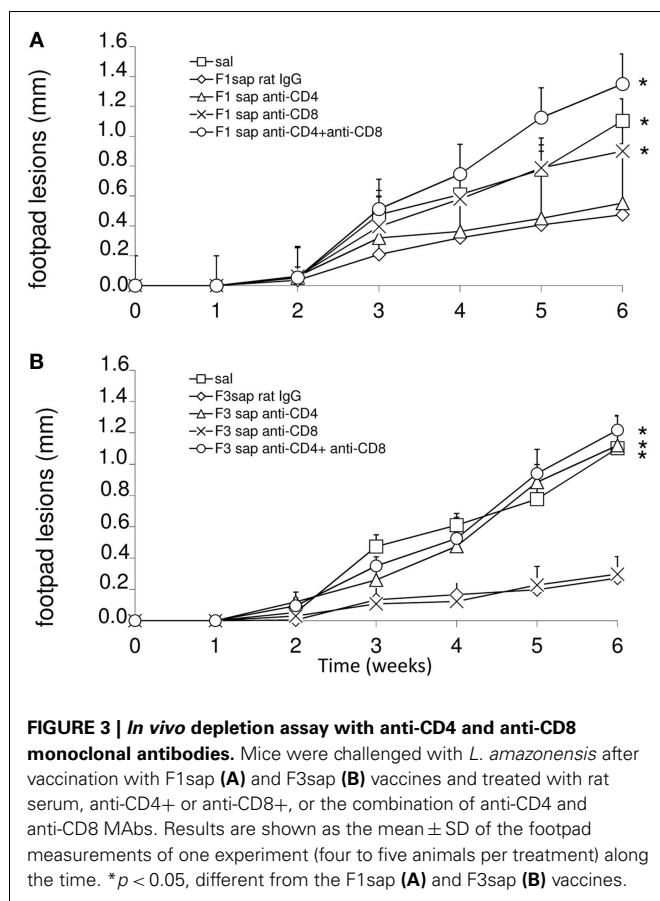 A
footpad lesions (mm)
1.6
1.4
1.2
1.0
0.8
0.6
0.4
0.2
0.0
sal
F1sap rat IgG
F1 sap anti-CD4
F1 sap anti-CD8
F1 sap anti-CD4+anti-CD8
*
*
*
0 1 2 3 4 5 6
B
footpad lesions (mm)
1.6
1.4
1.2
1.0
0.8
0.6
0.4
0.2
0.0
sal
F3sap rat IgG
F3 sap anti-CD4
F3 sap anti-CD8
F3 sap anti-CD4+ anti-CD8
*
*
*
0 1 2 3 4 5 6
Time (weeks)
FIGURE 3 | In vivo depletion assay with anti-CD4 and anti-CD8
monoclonal antibodies. Mice were challenged with L. amazonensis after
vaccination with F1sap (A) and F3sap (B) vaccines and treated with rat
serum, anti-CD4+ or anti-CD8+, or the combination of anti-CD4 and
anti-CD8 MAbs. Results are shown as the mean ± SD of the footpad
measurements of one experiment (four to five animals per treatment) along
the time. *p < 0.05, different from the F1sap (A) and F3sap (B) vaccines.